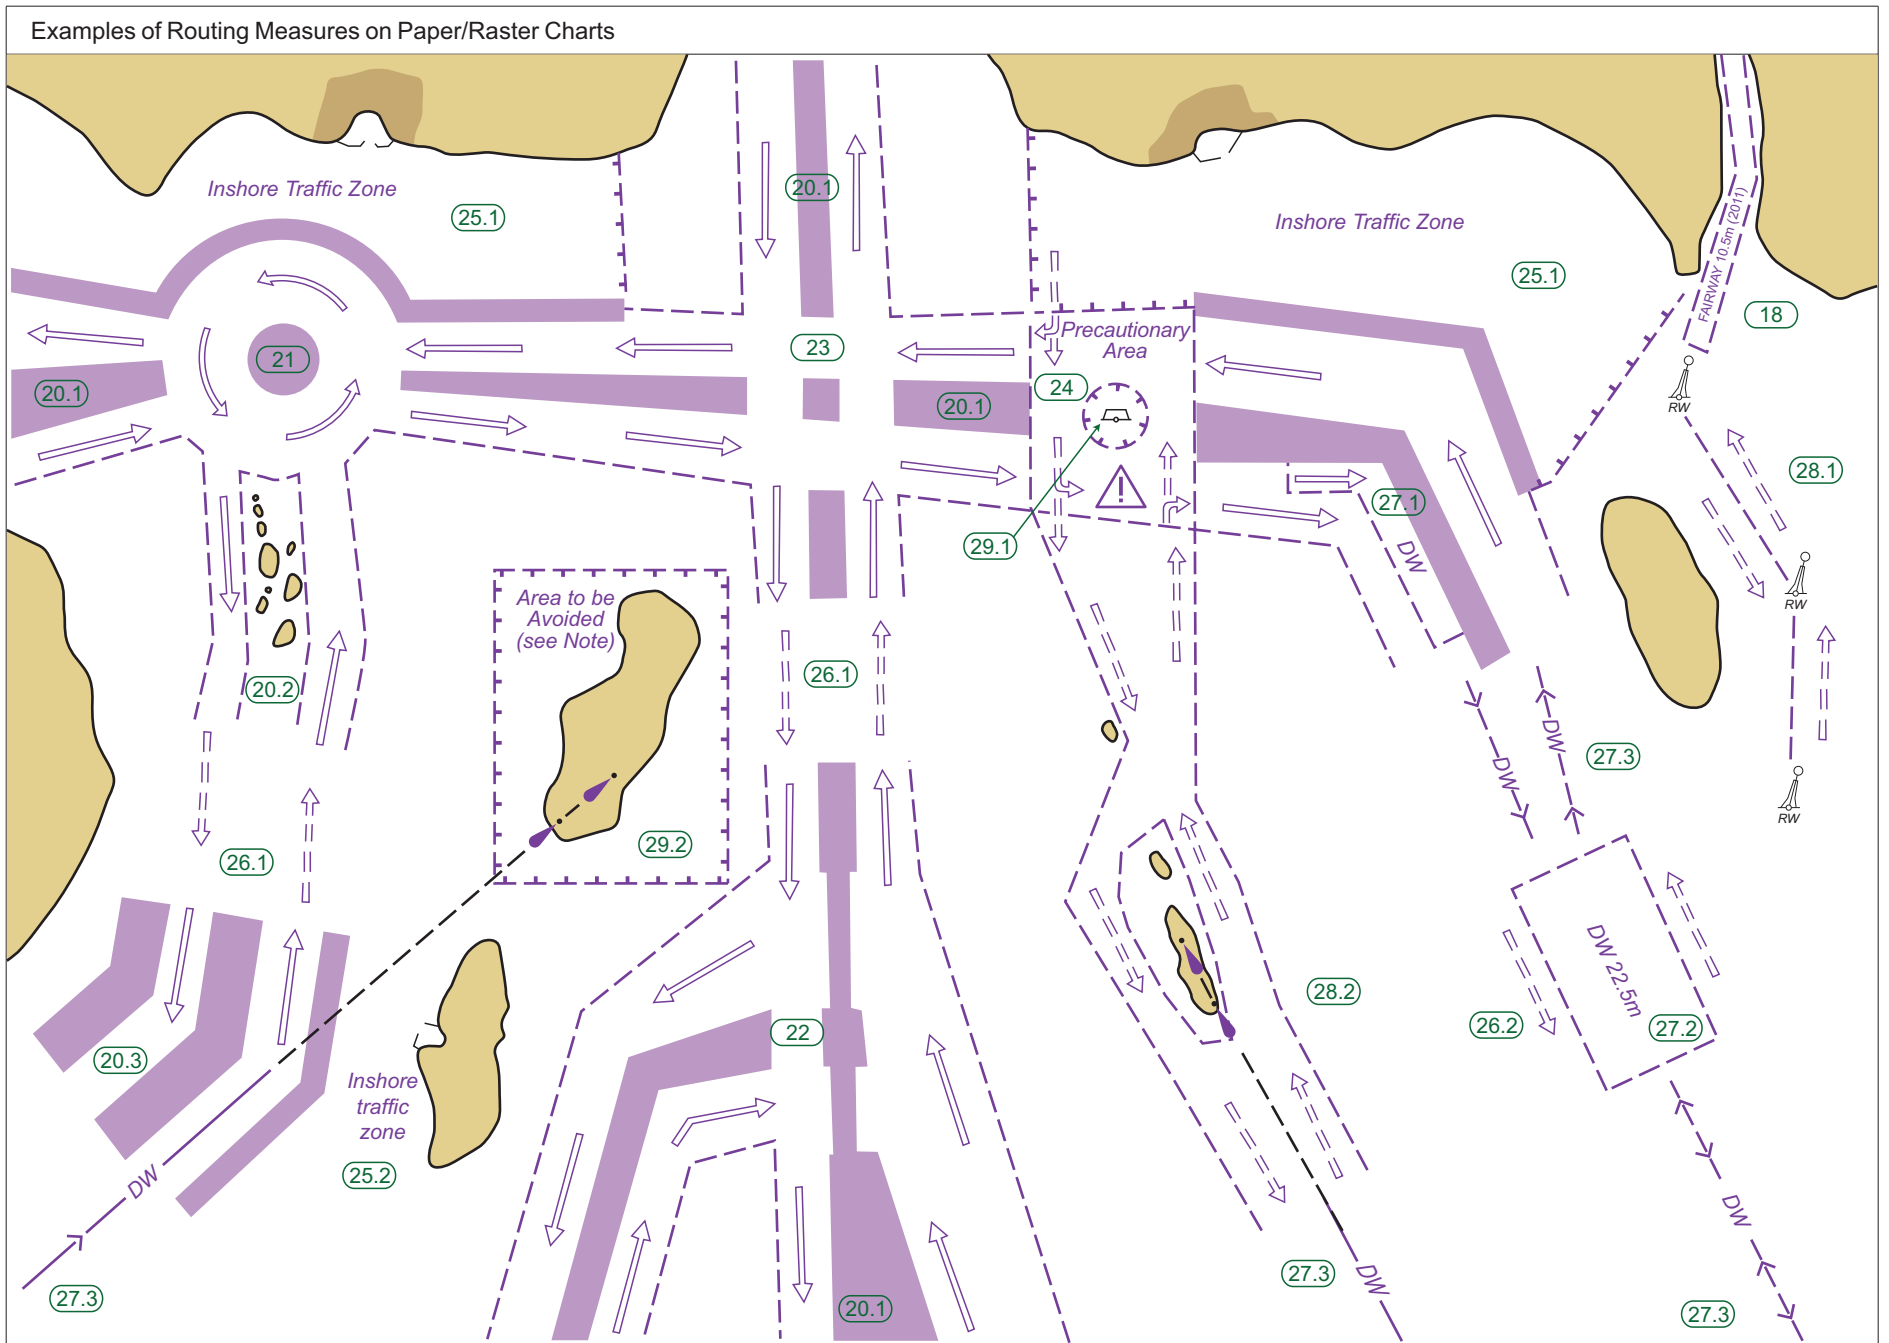 Examples of Routing Measures on Paper/Raster Charts
Inshore Traffic Zone
25.1
20.1
Inshore Traffic Zone
25.1
FAIRWAY 10.5m (2011)
18
21
23
Precautionary
Area
20.1
24
20.1
RW
28.1
29.1
27.1
DW
Area to be
Avoided
(see Note)
RW
20.2
26.1
27.3
DW
DW
RW
26.1
29.2
28.2
DW 22.5m
26.2
27.2
20.3
22
Inshore
traffic
zone
25.2
DW
27.3
20.1
27.3
DW
DW
27.3